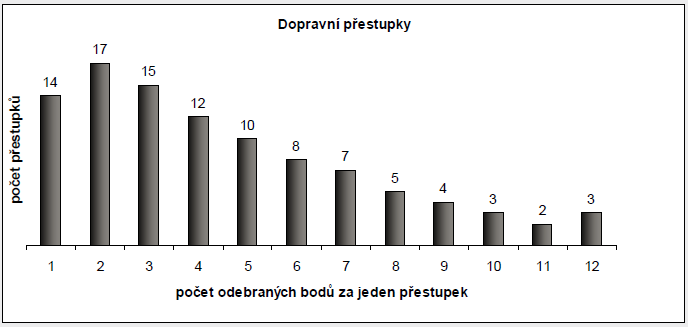 Dopravní přestupky
počet přestupků
14 17 15 12 10 8 7 5 4 3 2 3
1 2 3 4 5 6 7 8 9 10 11 12
počet odebraných bodů za jeden přestupek